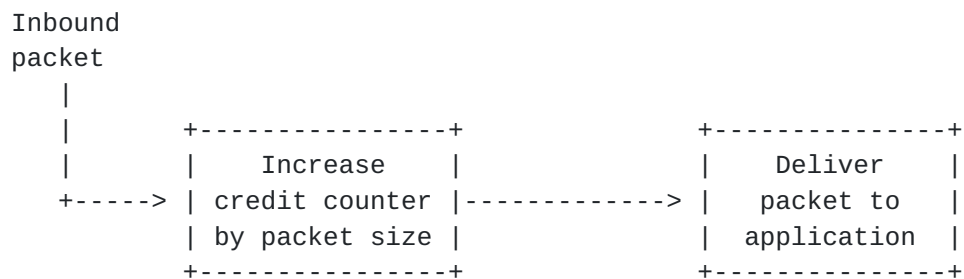 Inbound
packet
   |
   |       +----------------+               +---------------+
   |       |    Increase    |               |    Deliver    |
   +-----> | credit counter |-------------> |   packet to   |
           | by packet size |               |  application  |
           +----------------+               +---------------+